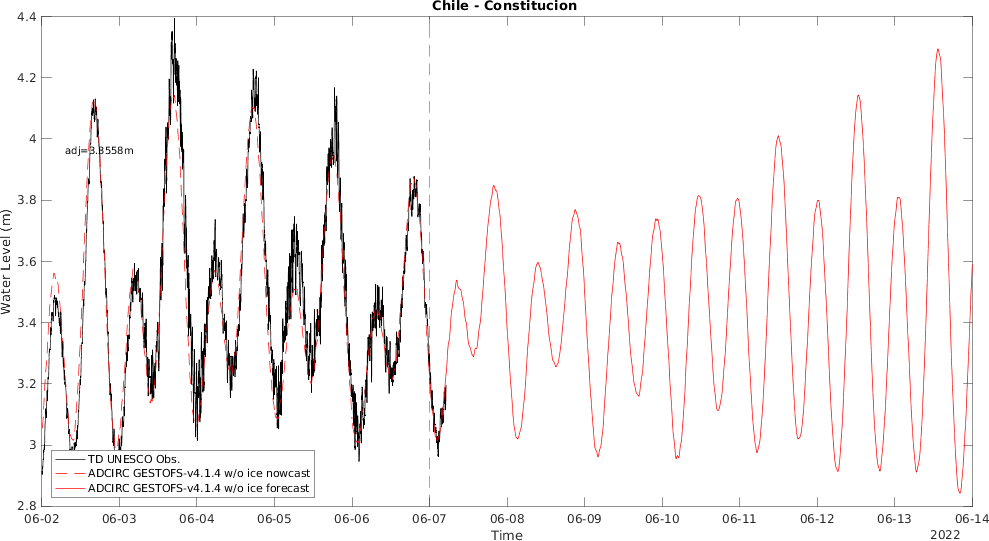 Chile - Constitucion
4.4
4.2
4
3.8
3.6
3.4
3.2
3
2.8
Water Level (m)
adj=3.3558m
TD UNESCO Obs.
ADCIRC GESTOFS-v4.1.4 w/o ice nowcast
ADCIRC GESTOFS-v4.1.4 w/o ice forecast
06-02 06-03 06-04 06-05 06-06 06-07 06-08 06-09 06-10 06-11 06-12 06-13 06-14
Time
2022